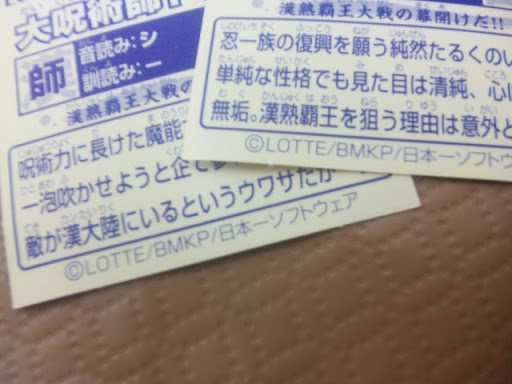 大呪術師
師
音読み:シ
訓読み:ー
漢熟覇王大戦の
呪術力に長けた魔能
一泡吹かせようと企て
敵が漢大陸にいるというウワサだが
©LOTTE/BMKP/日本一ソフトウェア
漢熟覇王大戦の幕開けだ!!
忍一族の復興を願う純然たるくのい
単純な性格でも見た目は清純、心に
無垢。漢熟覇王を狙う理由は意外と
©LOTTE/BMKP/日本一ソフトウ